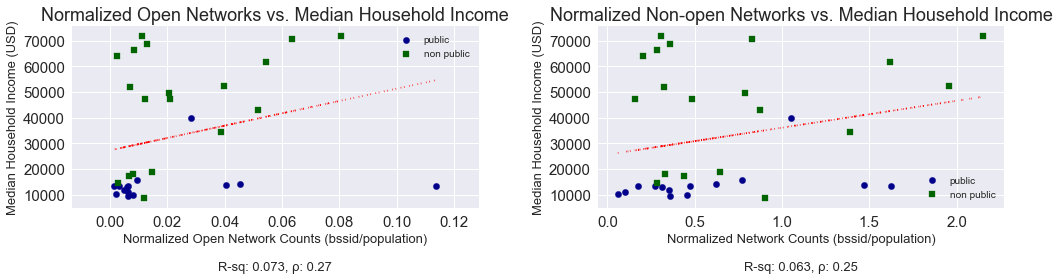 Normalized Open Networks vs. Median Household Income
Median Household Income (USD)
70000
60000
50000
40000
30000
20000
10000
public
non public
0.00 0.02 0.04 0.06 0.08 0.10 0.12
Normalized Open Network Counts (bssid/population)
R-sq: 0.073, ρ: 0.27
Normalized Non-open Networks vs. Median Household Income
Median Household Income (USD)
70000
60000
50000
40000
30000
20000
10000
public
non public
0.0 0.5 1.0 1.5 2.0
Normalized Network Counts (bssid/population)
R-sq: 0.063, ρ: 0.25